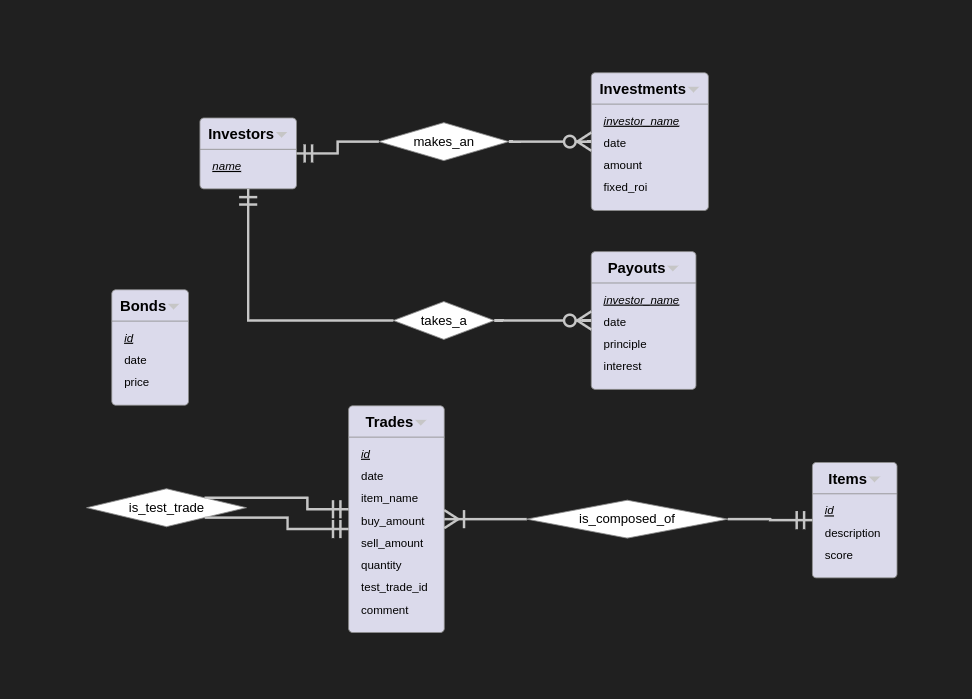 Investors
name
makes_an
Investments
investor_name
date
amount
fixed_roi
Bonds
id
date
price
takes_a
Payouts
investor_name
date
principle
interest
is_test_trade
Trades
id
date
item_name
buy_amount
sell_amount
quantity
test_trade_id
comment
is_composed_of
Items
id
description
score